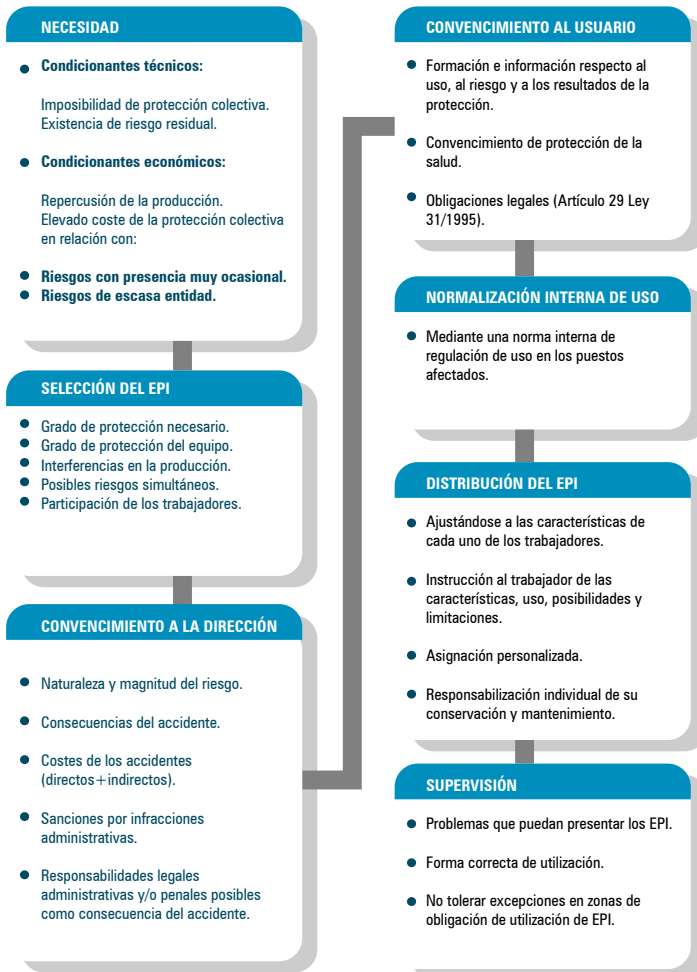 NECESIDAD
Condicionantes técnicos:
Imposibilidad de protección colectiva.
Existencia de riesgo residual.
Condicionantes económicos:
Repercusión de la producción.
Elevado coste de la protección colectiva
en relación con:
Riesgos con presencia muy ocasional.
Riesgos de escasa entidad.
SELECCIÓN DEL EPI
Grado de protección necesario.
Grado de protección del equipo.
Interferencias en la producción.
Posibles riesgos simultáneos.
Participación de los trabajadores.
CONVENCIMIENTO A LA DIRECCIÓN
Naturaleza y magnitud del riesgo.
Consecuencias del accidente.
Costes de los accidentes
(directos+indirectos).
Sanciones por infracciones
administrativas.
Responsabilidades legales
administrativas y/o penales posibles
como consecuencia del accidente.
CONVENCIMIENTO AL USUARIO
Formación e información respecto al
uso, al riesgo y a los resultados de la
protección.
Convencimiento de protección de la
salud.
Obligaciones legales (Artículo 29 Ley
31/1995).
NORMALIZACIÓN INTERNA DE USO
Mediante una norma interna de
regulación de uso en los puestos
afectados.
DISTRIBUCIÓN DEL EPI
Ajustándose a las características de
cada uno de los trabajadores.
Instrucción al trabajador de las
características, uso, posibilidades y
limitaciones.
Asignación personalizada.
Responsabilización individual de su
conservación y mantenimiento.
SUPERVISIÓN
Problemas que puedan presentar los EPI.
Forma correcta de utilización.
No tolerar excepciones en zonas de
obligación de utilización de EPI.